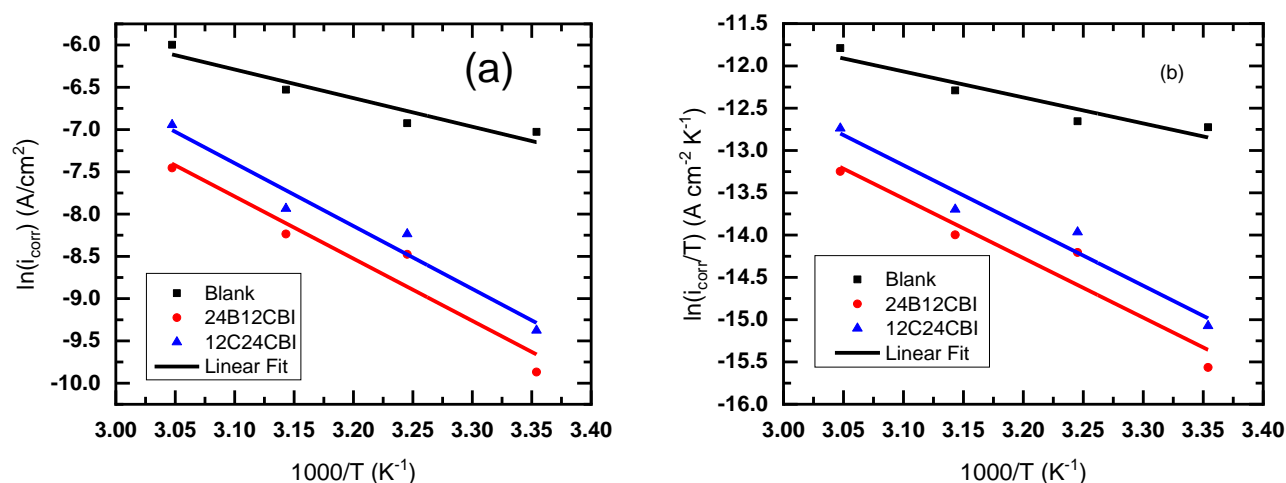 (a)
ln(i_corr) (A/cm²)
-6.0
-6.5
-7.0
-7.5
-8.0
-8.5
-9.0
-9.5
-10.0
Blank
24B12CBI
12C24CBI
Linear Fit
3.00 3.05 3.10 3.15 3.20 3.25 3.30 3.35 3.40
1000/T (K⁻¹)
(b)
ln(i_corr/T) (A cm⁻² K⁻¹)
-11.5
-12.0
-12.5
-13.0
-13.5
-14.0
-14.5
-15.0
-15.5
-16.0
Blank
24B12CBI
12C24CBI
Linear Fit
3.00 3.05 3.10 3.15 3.20 3.25 3.30 3.35 3.40
1000/T (K⁻¹)